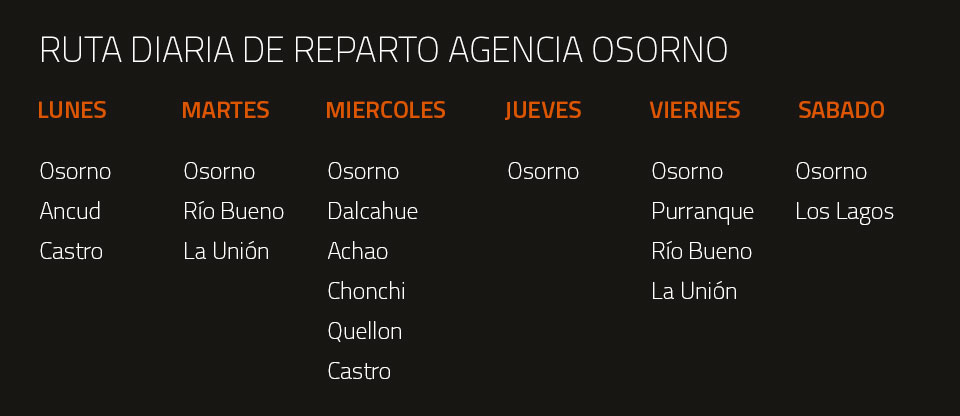 RUTA DIARIA DE REPARTO AGENCIA OSORNO
LUNES
Osorno
Ancud
Castro
MARTES
Osorno
Río Bueno
La Unión
MIERCOLES
Osorno
Dalcahue
Achao
Chonchi
Quellon
Castro
JUEVES
Osorno
VIERNES
Osorno
Purranque
Río Bueno
La Unión
SABADO
Osorno
Los Lagos